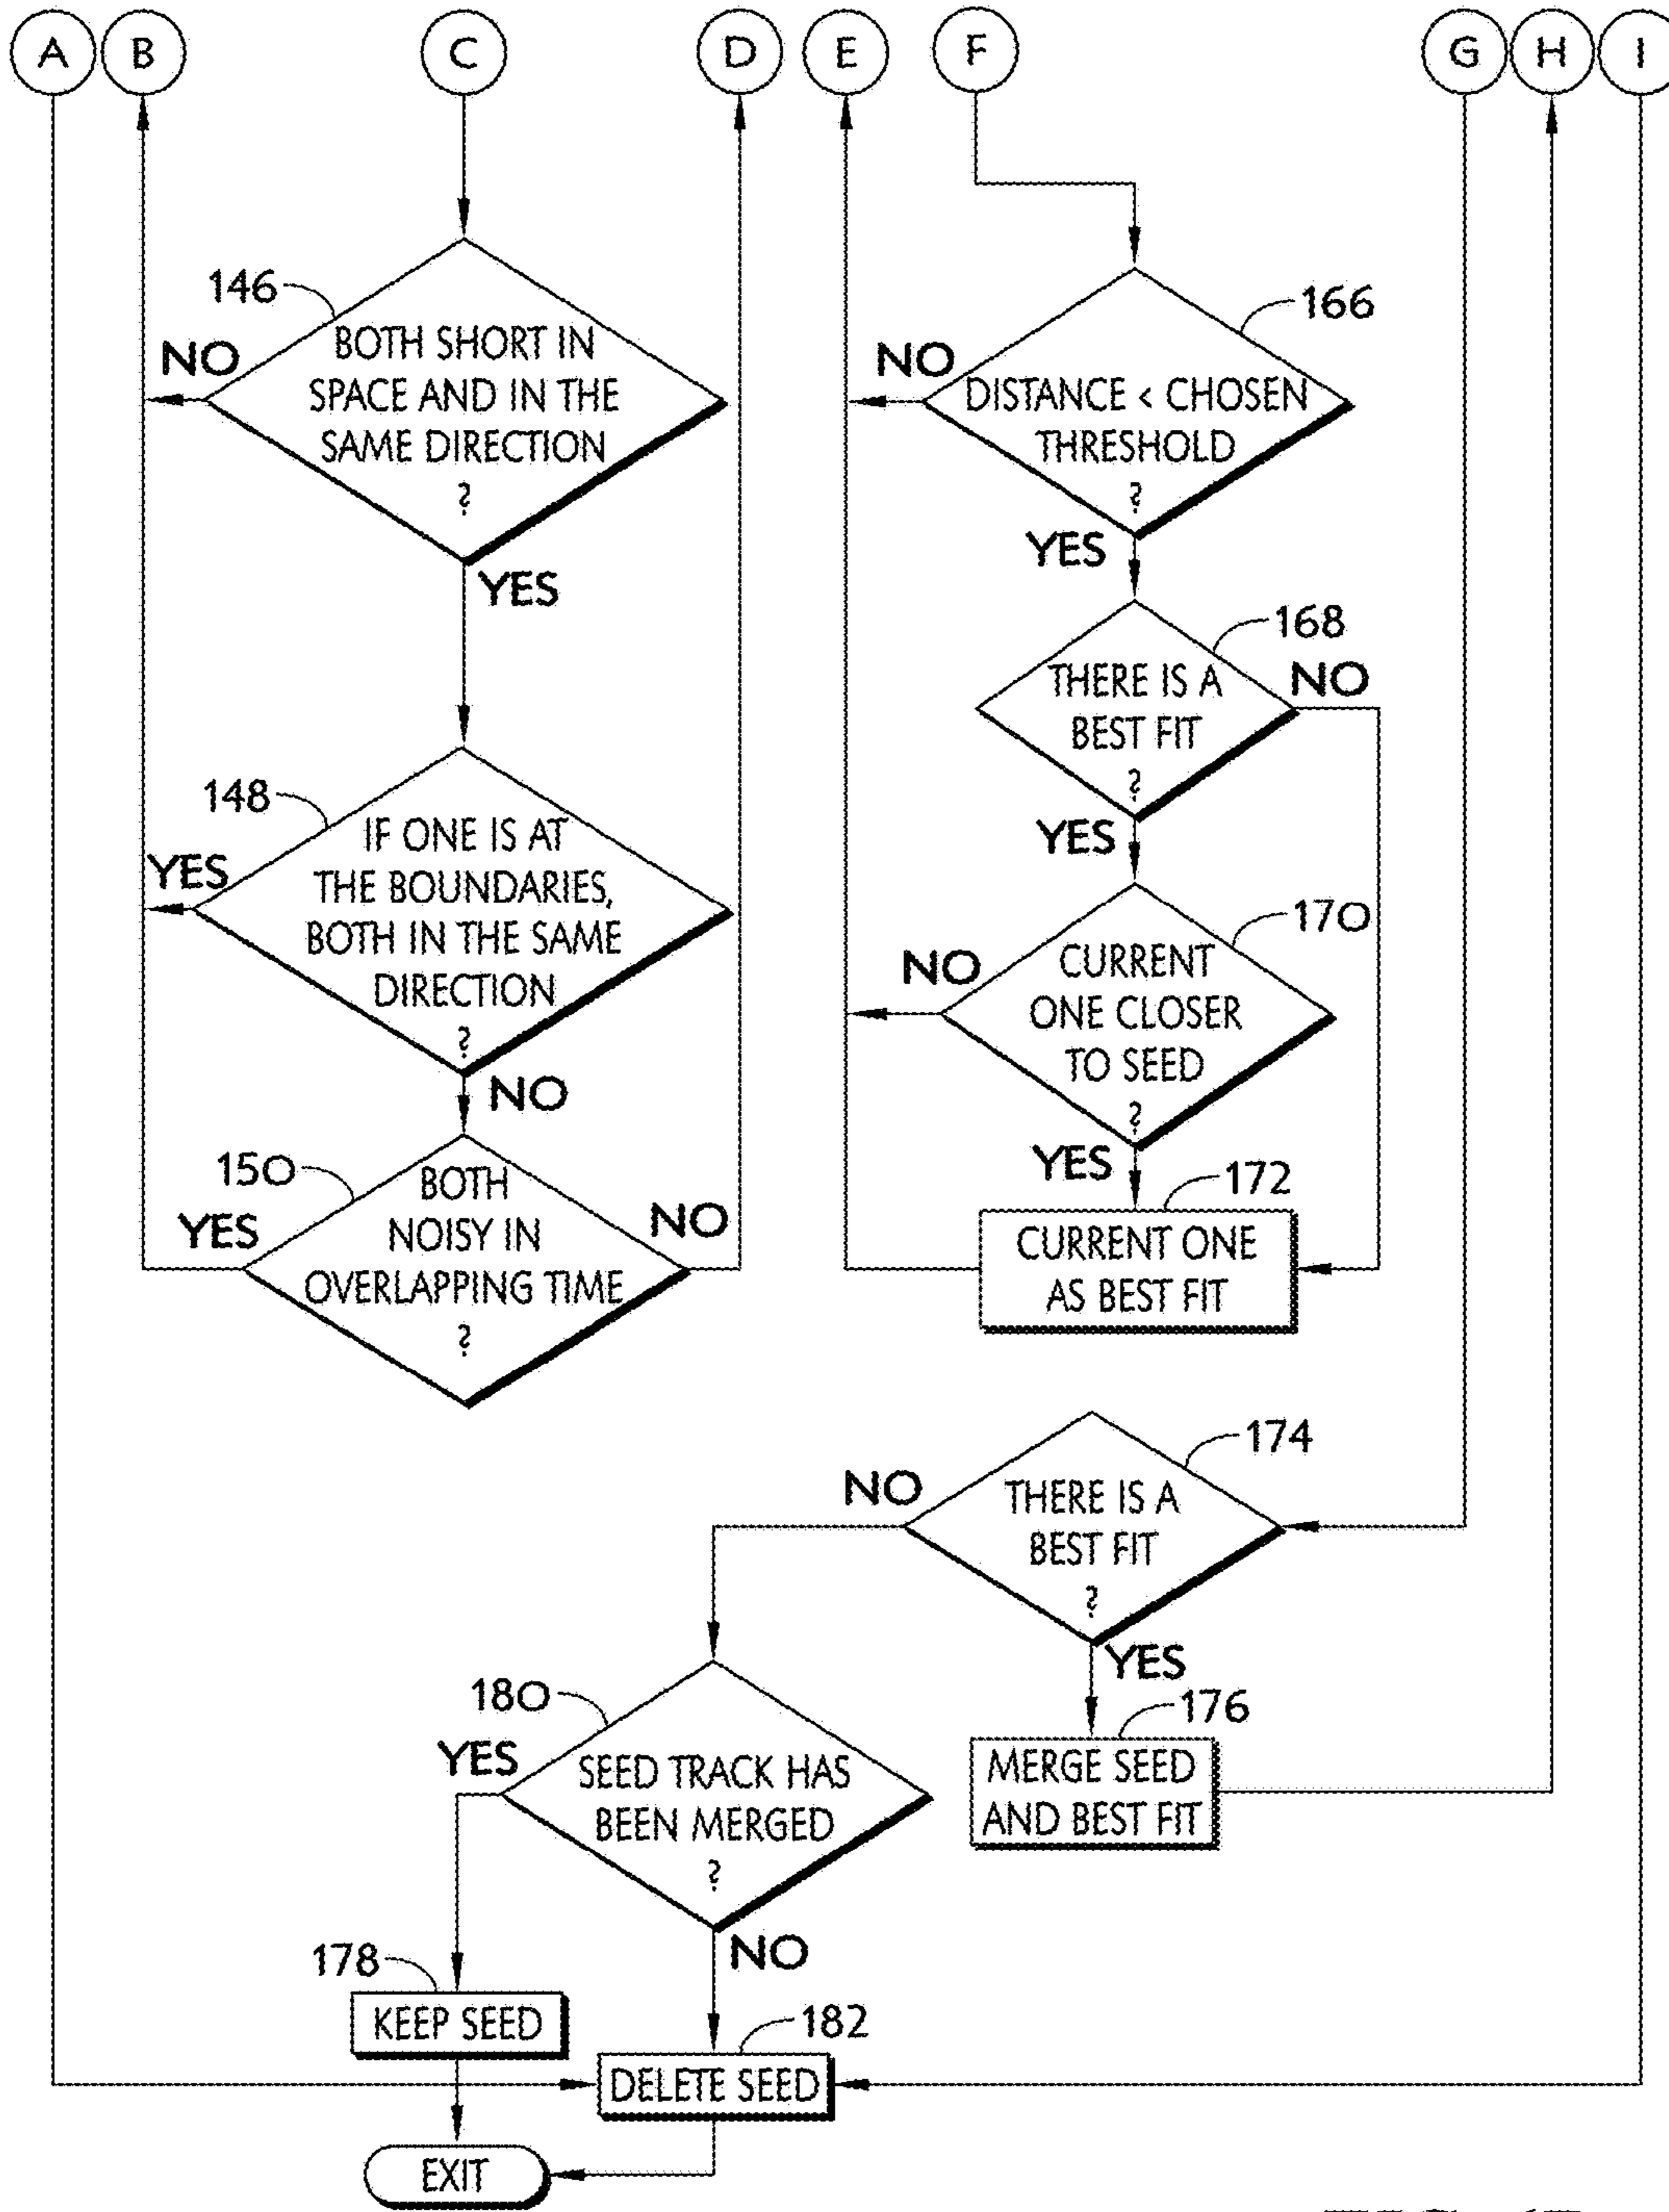 A B C D E F G H I
146
BOTH SHORT IN
SPACE AND IN THE
SAME DIRECTION
?
NO
YES
148
IF ONE IS AT
THE BOUNDARIES,
BOTH IN THE SAME
DIRECTION
?
YES
NO
150
BOTH
NOISY IN
OVERLAPPING TIME
?
YES
NO
166
DISTANCE < CHOSEN
THRESHOLD
?
NO
YES
168
THERE IS A
BEST FIT
?
NO
YES
170
CURRENT
ONE CLOSER
TO SEED
?
NO
YES
172
CURRENT ONE
AS BEST FIT
174
THERE IS A
BEST FIT
?
NO
YES
176
MERGE SEED
AND BEST FIT
180
SEED TRACK HAS
BEEN MERGED
?
YES
NO
178
KEEP SEED
182
DELETE SEED
EXIT